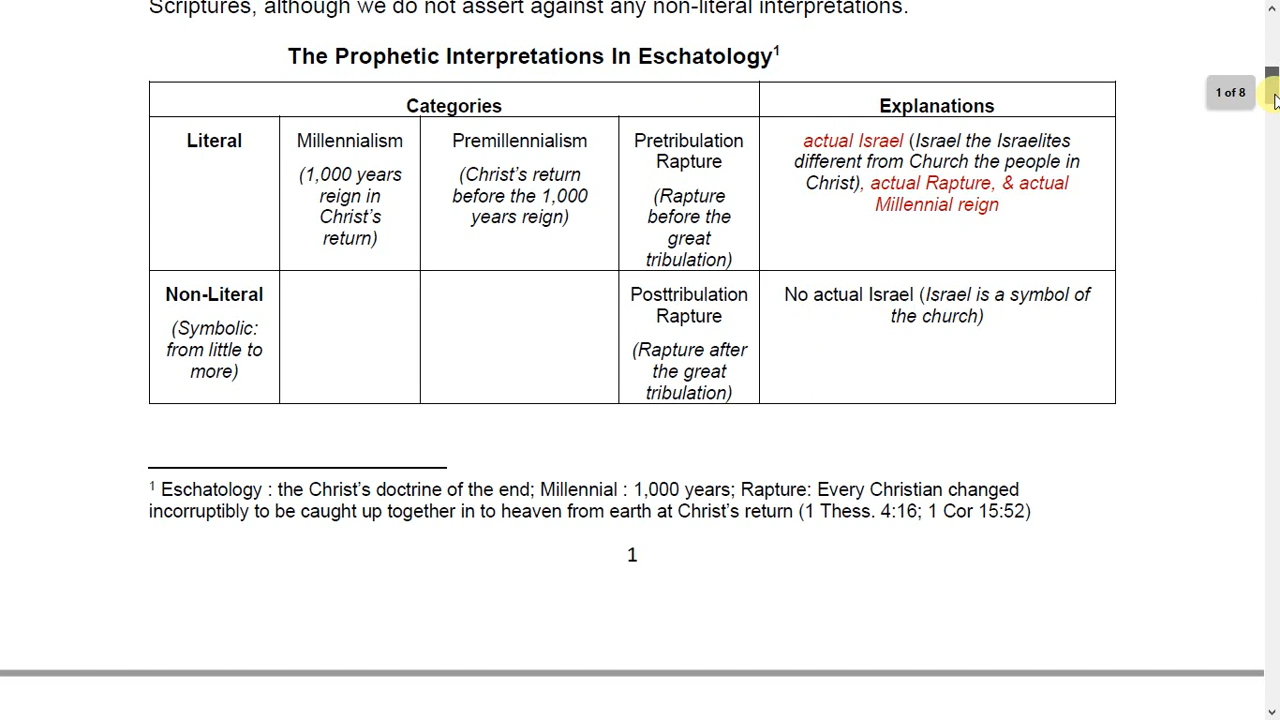 Scriptures, although we do not assert against any non-literal interpretations.
The Prophetic Interpretations In Eschatology1
Categories
Explanations
Literal
Millennialism
(1,000 years
reign in
Christ's
return)
Premillennialism
(Christ's return
before the 1,000
years reign)
Pretribulation
Rapture
(Rapture
before the
great
tribulation)
actual Israel (Israel the Israelites
different from Church the people in
Christ), actual Rapture, & actual
Millennial reign
Non-Literal
(Symbolic:
from little to
more)
Posttribulation
Rapture
(Rapture after
the great
tribulation)
No actual Israel (Israel is a symbol of
the church)
1 Eschatology : the Christ's doctrine of the end; Millennial : 1,000 years; Rapture: Every Christian changed
incorruptibly to be caught up together in to heaven from earth at Christ's return (1 Thess. 4:16; 1 Cor 15:52)
1
1 of 8